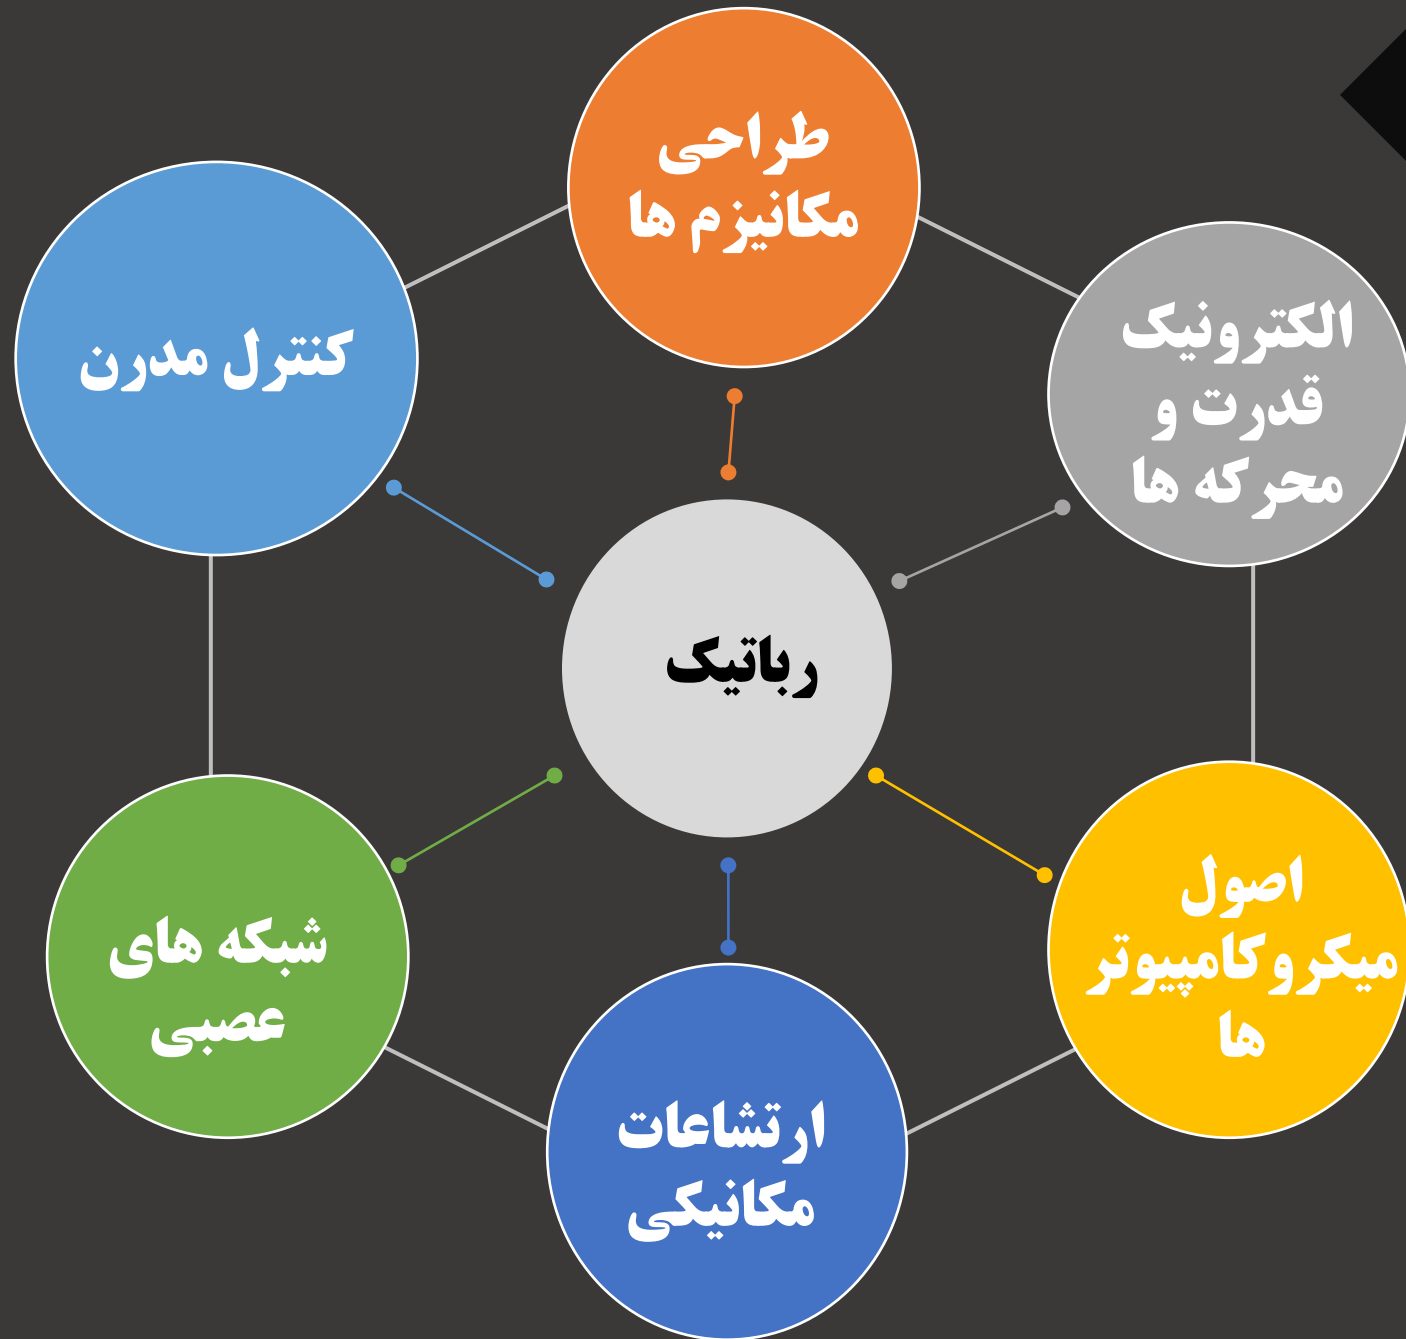 طراحی
مکانیزم ها
الکترونیک
قدرت و
محرکه ها
کنترل مدرن
رباتیک
اصول
میکروکامپیوتر
ها
شبکه های
عصبی
ارتشاعات
مکانیکی